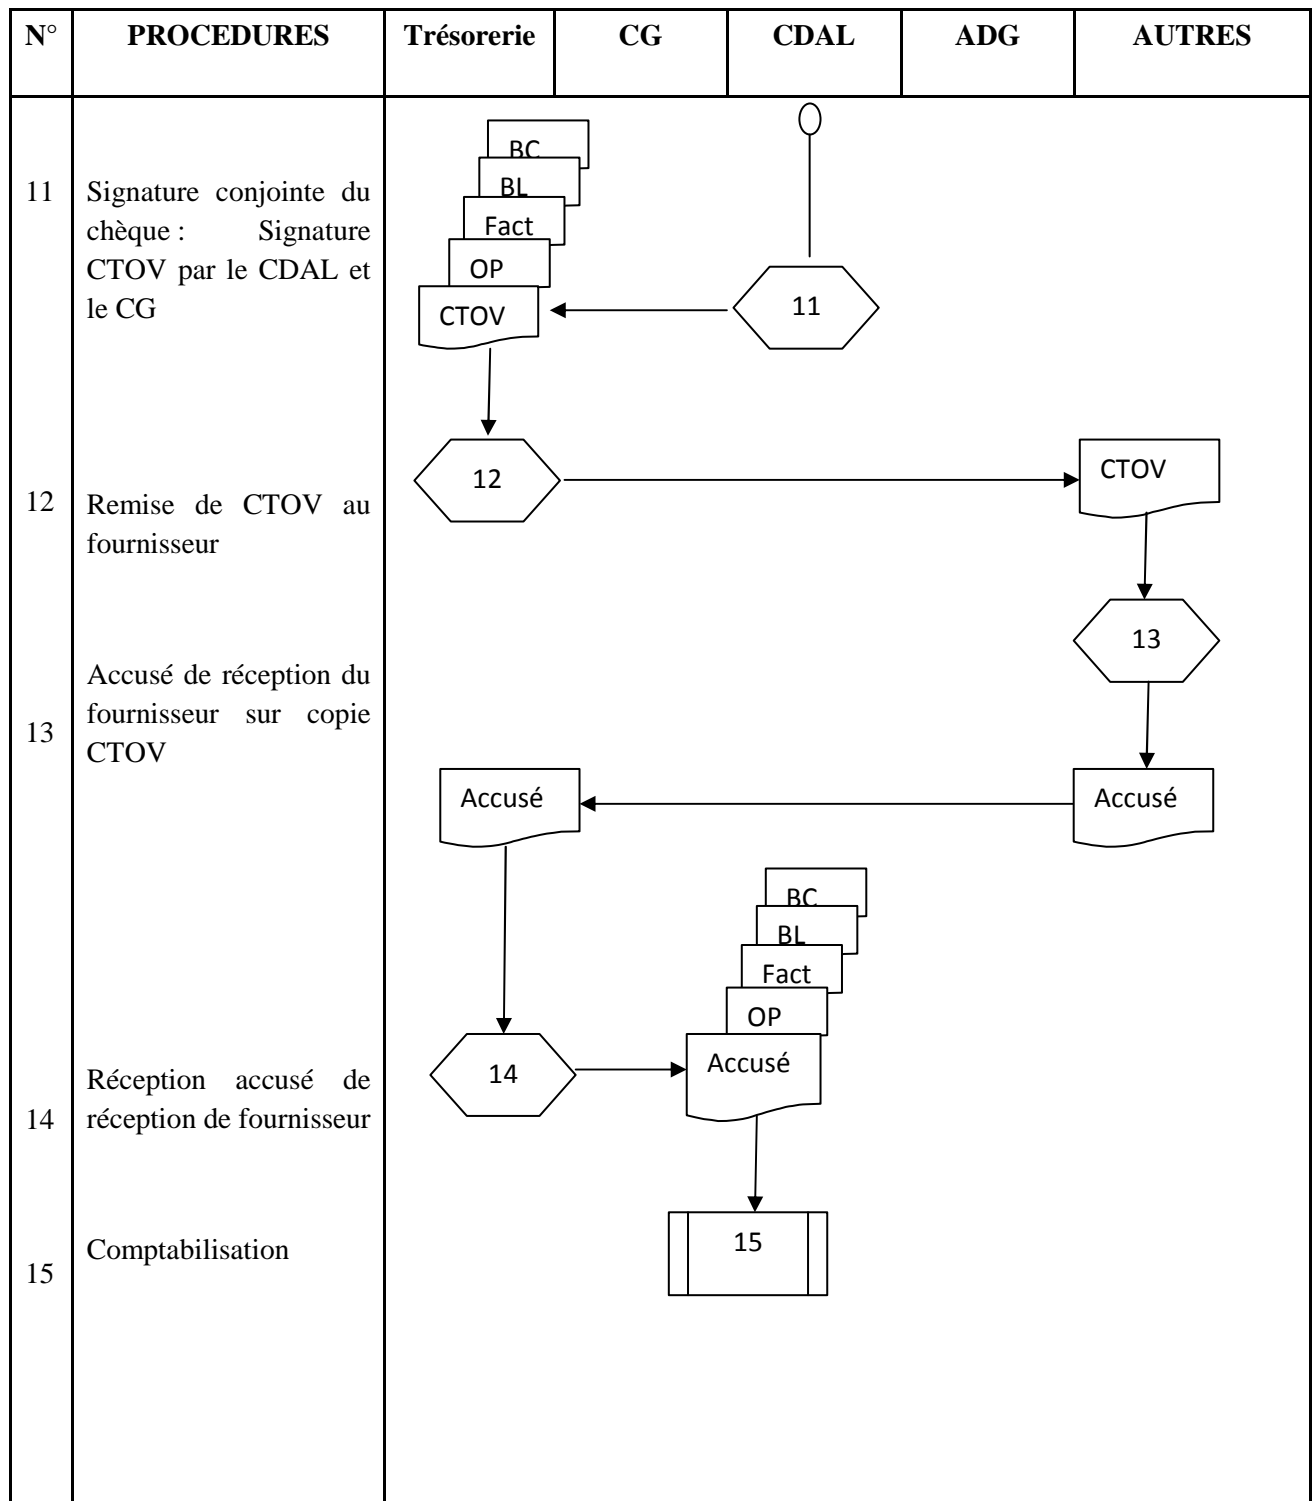 N° PROCEDURES Trésorerie CG CDAL ADG AUTRES
11 Signature conjointe du
chèque : Signature
CTOV par le CDAL et
le CG
BC
BL
Fact
OP
CTOV
11
12 Remise de CTOV au
fournisseur
12
CTOV
13
Accusé de réception du
fournisseur sur copie
13 CTOV
Accusé
Accusé
BC
BL
Fact
OP
Accusé
14
Réception accusé de
14 réception de fournisseur
15
Comptabilisation
15